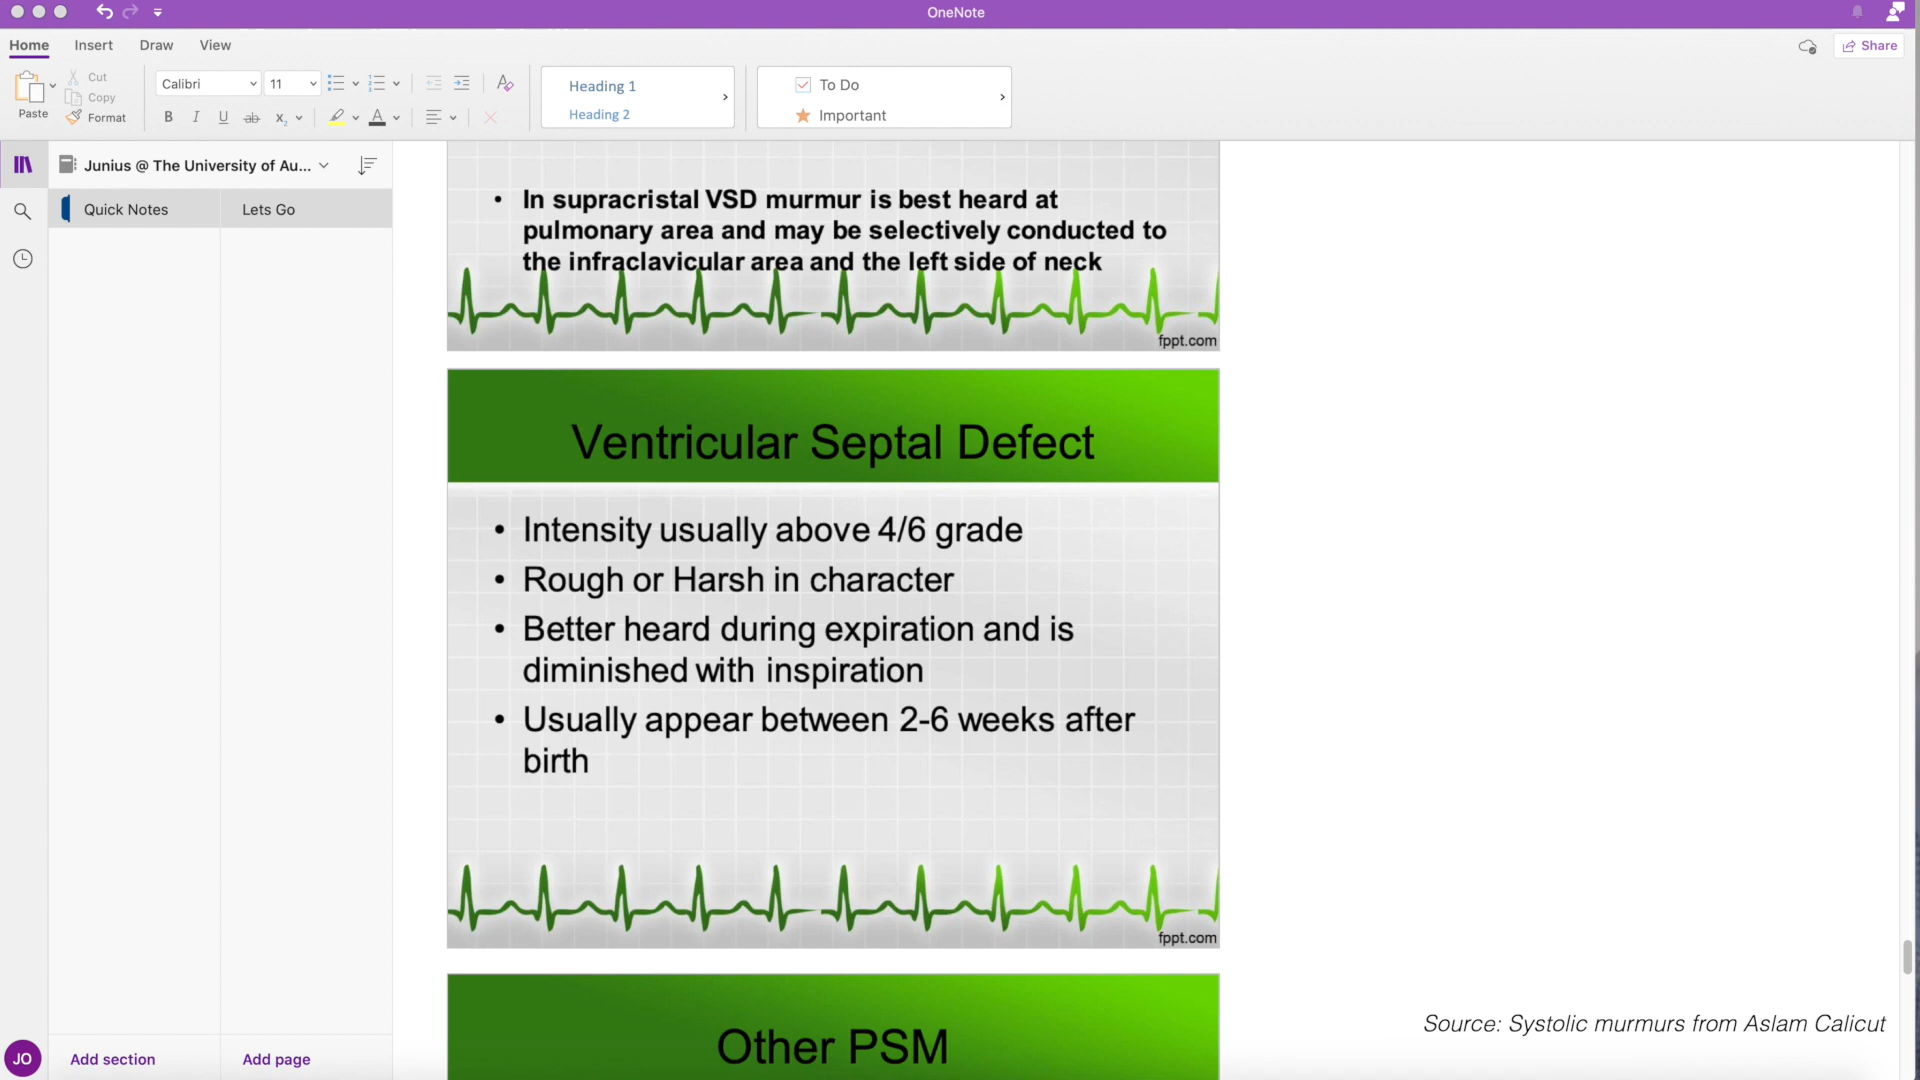 OneNote
Home Insert Draw View
Share
Paste
Cut
Copy
Format
Calibri 11
B I U ab x₂ A
Heading 1
Heading 2
To Do
Important
Junius @ The University of Au...
Quick Notes
Lets Go
• In supracristal VSD murmur is best heard at
pulmonary area and may be selectively conducted to
the infraclavicular area and the left side of neck
fppt.com
Ventricular Septal Defect
• Intensity usually above 4/6 grade
• Rough or Harsh in character
• Better heard during expiration and is
diminished with inspiration
• Usually appear between 2-6 weeks after
birth
fppt.com
Other PSM
Source: Systolic murmurs from Aslam Calicut
JO
Add section
Add page